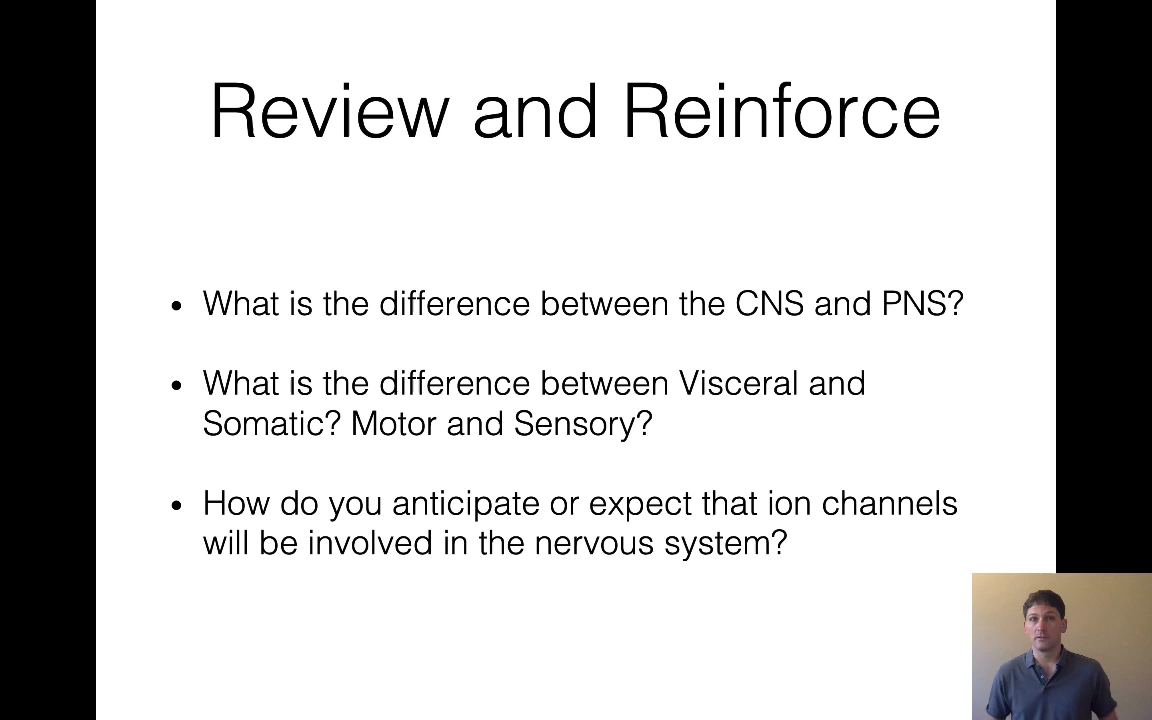 Review and Reinforce
• What is the difference between the CNS and PNS?
• What is the difference between Visceral and
Somatic? Motor and Sensory?
• How do you anticipate or expect that ion channels
will be involved in the nervous system?